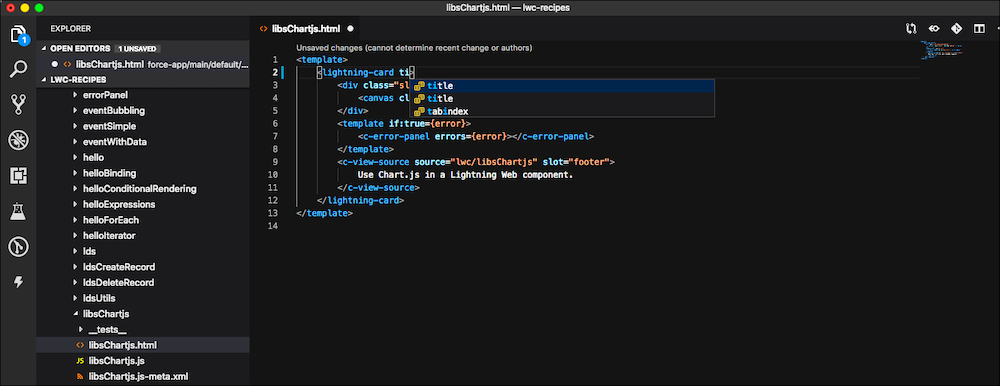 libsChartjs.html — lwc-recipes
EXPLORER
OPEN EDITORS 1 UNSAVED
libsChartjs.html force-app/main/default/...
LWC-RECIPES
errorPanel
eventBubbling
eventSimple
eventWithData
hello
helloBinding
helloConditionalRendering
helloExpressions
helloForEach
helloIterator
lds
ldsCreateRecord
ldsDeleteRecord
ldsUtils
libsChartjs
__tests__
<> libsChartjs.html
JS libsChartjs.js
libsChartjs.js-meta.xml
1
<> libsChartjs.html
Unsaved changes (cannot determine recent change or authors)
1 <template>
2 <lightning-card ti>
3 <div class="sl
4 <canvas cl
5 </div>
6 <template if:true={error}>
7 <c-error-panel errors={error}></c-error-panel>
8 </template>
9 <c-view-source source="lwc/libsChartjs" slot="footer">
10 Use Chart.js in a Lightning Web component.
11 </c-view-source>
12 </lightning-card>
13 </template>
14
title
title
tabindex